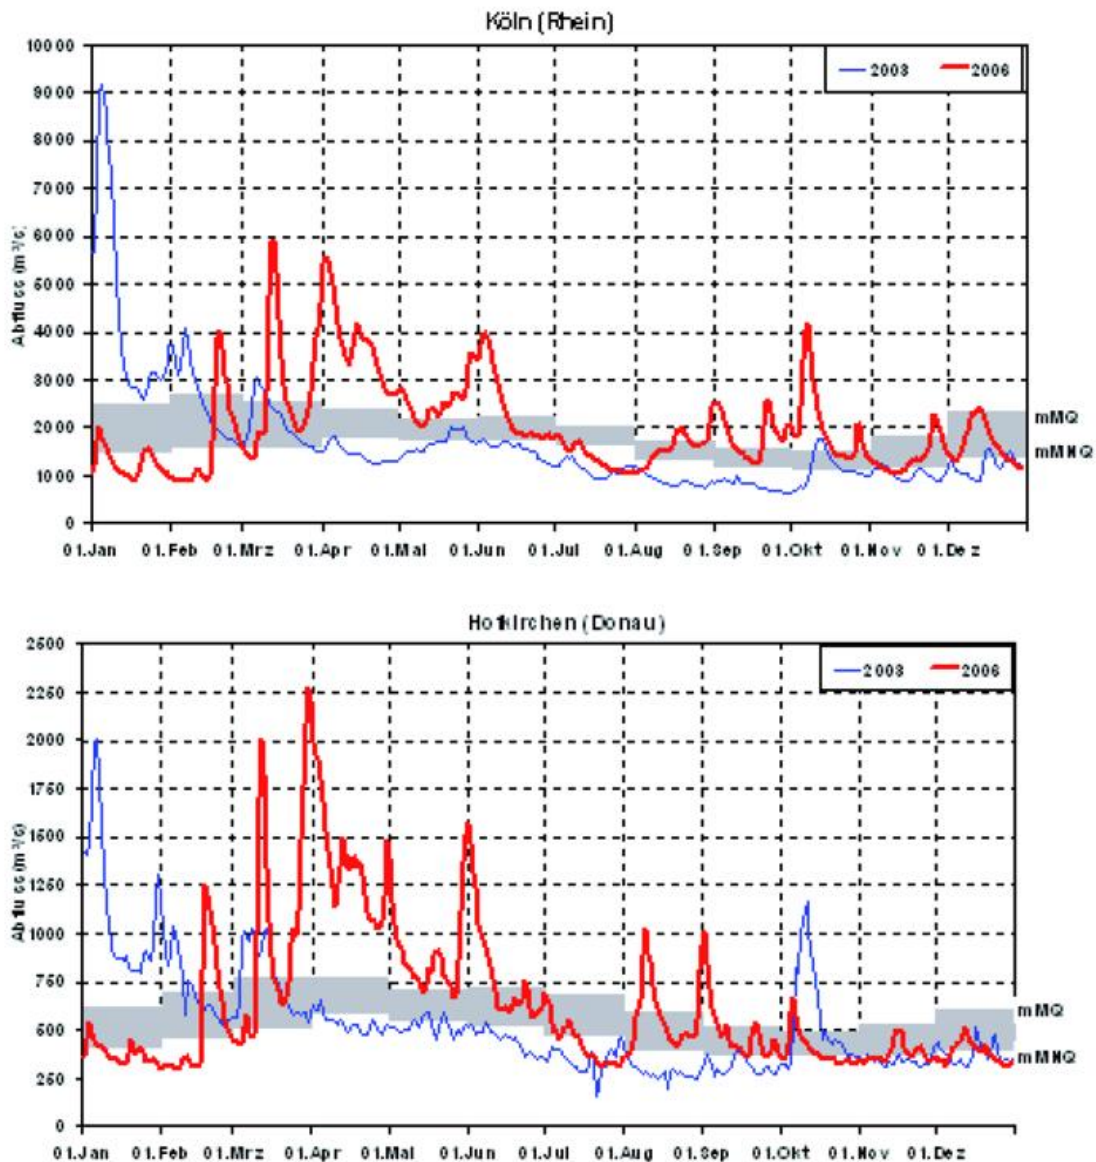 Köln (Rhein)
2003 2006
10000
9000
8000
7000
6000
5000
4000
3000
2000
1000
0
Abfluss (m³/s)
mMQ
mMNQ
01.Jan 01.Feb 01.Mrz 01.Apr 01.Mai 01.Jun 01.Jul 01.Aug 01.Sep 01.Okt 01.Nov 01.Dez
Hofkirchen (Donau)
2003 2006
2500
2250
2000
1750
1500
1250
1000
750
500
250
0
Abfluss (m³/s)
mMQ
mMNQ
01.Jan 01.Feb 01.Mrz 01.Apr 01.Mai 01.Jun 01.Jul 01.Aug 01.Sep 01.Okt 01.Nov 01.Dez